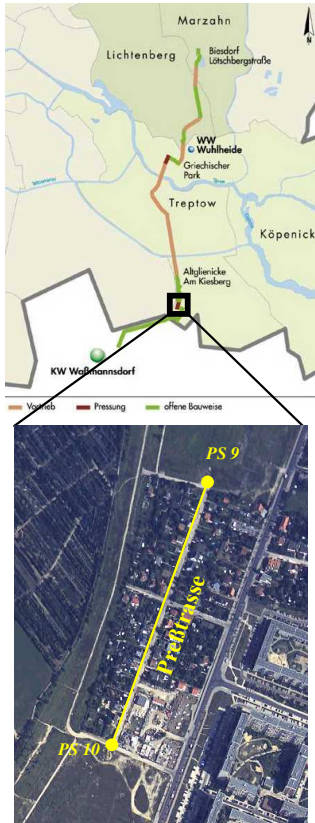 Marzahn
N
Lichtenberg
Biesdorf
Lötschbergstraße
WW
Wuhlheide
Griechischer
Park
Treptow
Köpenick
Altglienicke
Am Kiesberg
KW Waßmannsdorf
Vortrieb Pressung offene Bauweise
PS 9
Preßtrasse
PS 10